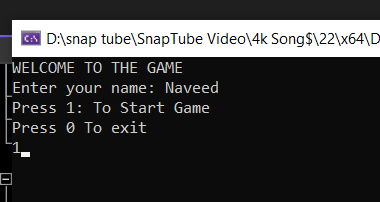 D:\snap tube\SnapTube Video\4k Song$\22\x64\D
WELCOME TO THE GAME
Enter your name: Naveed
Press 1: To Start Game
Press 0 To exit
1